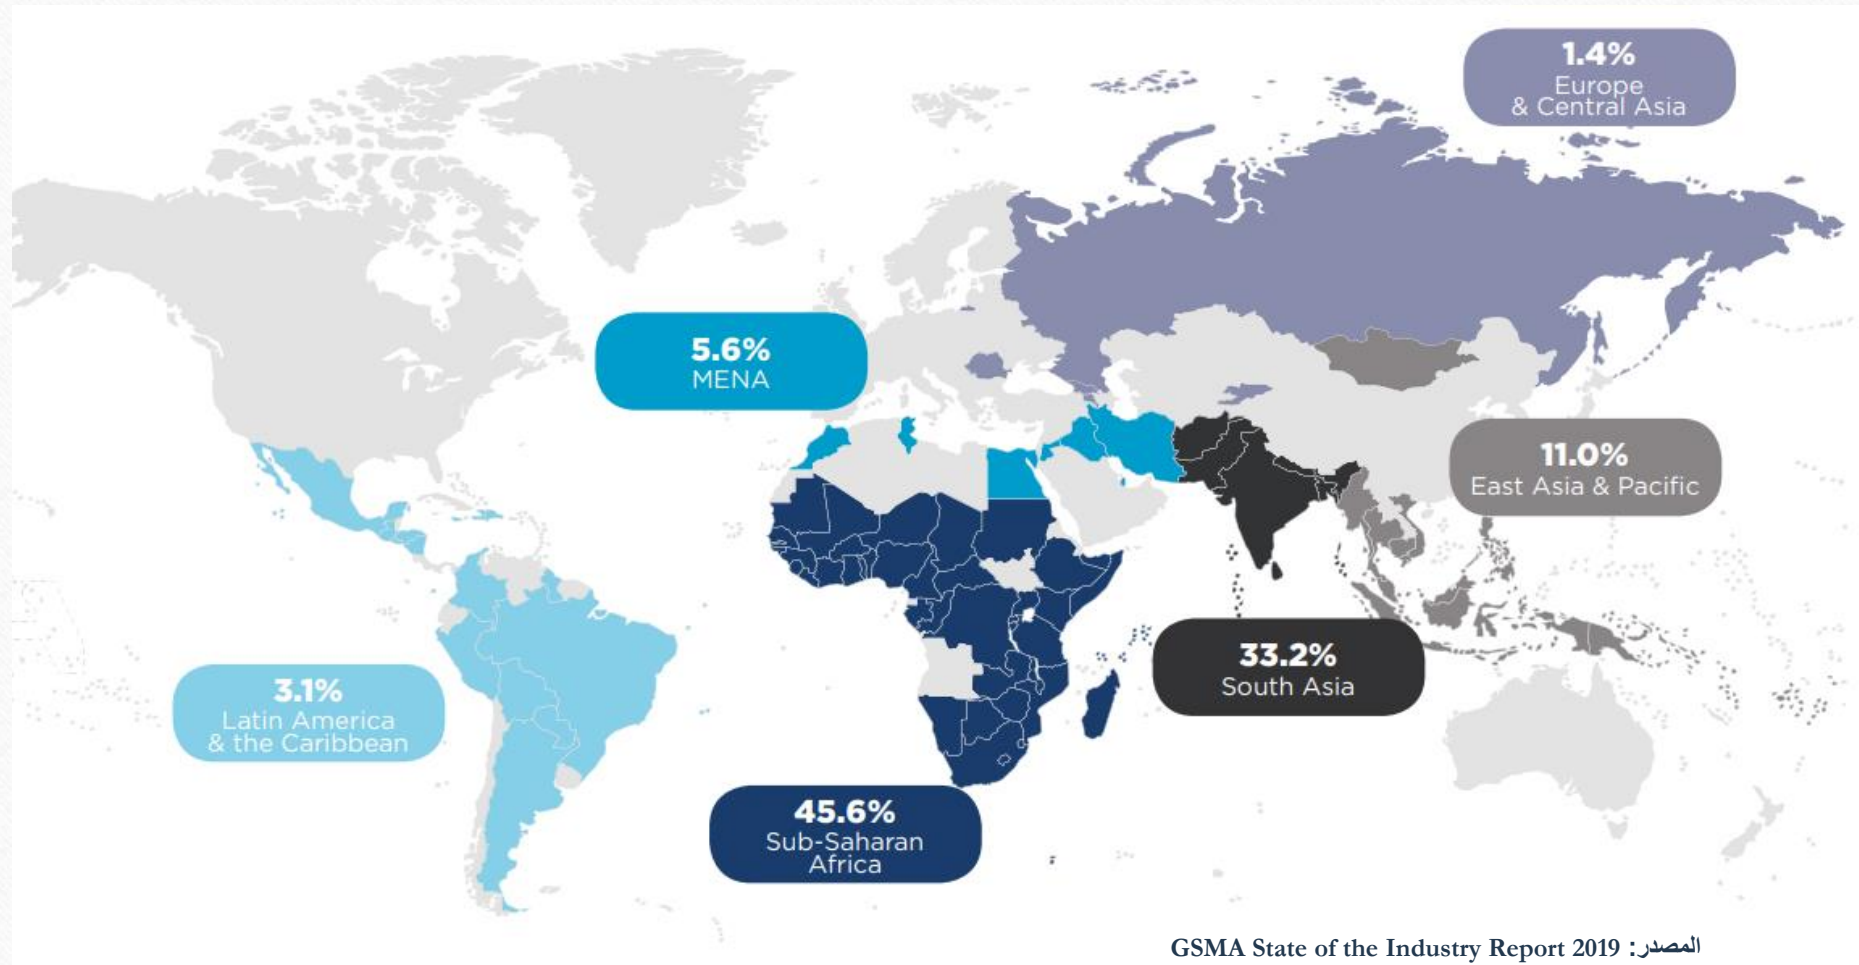 1.4%
Europe
& Central Asia
5.6%
MENA
11.0%
East Asia & Pacific
33.2%
South Asia
3.1%
Latin America
& the Caribbean
45.6%
Sub-Saharan
Africa
المصدر: GSMA State of the Industry Report 2019